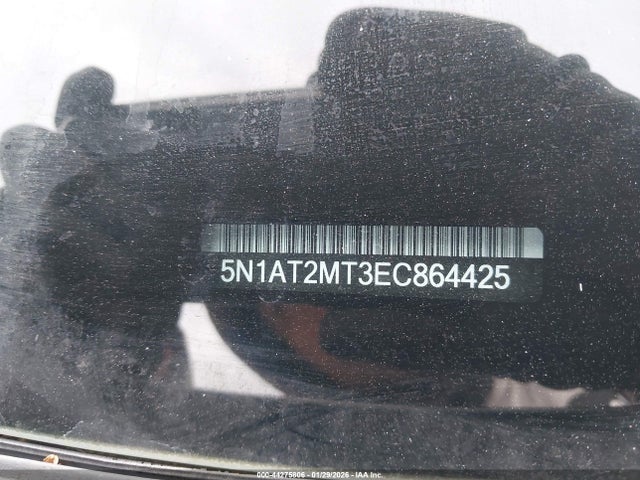 5N1AT2MT3EC864425
000-44275806 - 01/29/2026 - IAA Inc.